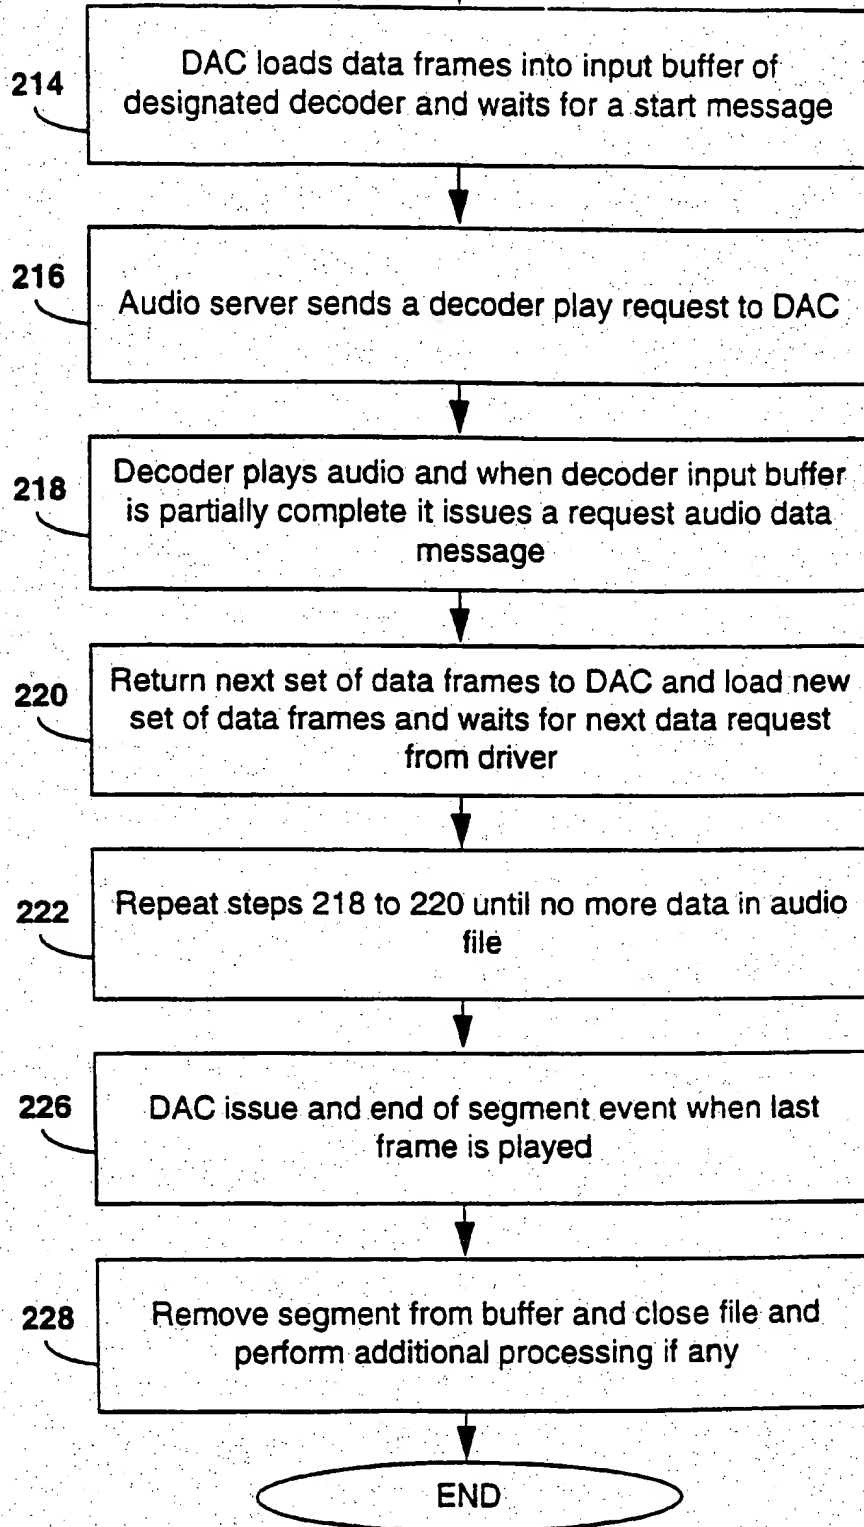 214
DAC loads data frames into input buffer of
designated decoder and waits for a start message
216
Audio server sends a decoder play request to DAC
218
Decoder plays audio and when decoder input buffer
is partially complete it issues a request audio data
message
220
Return next set of data frames to DAC and load new
set of data frames and waits for next data request
from driver
222
Repeat steps 218 to 220 until no more data in audio
file
226
DAC issue and end of segment event when last
frame is played
228
Remove segment from buffer and close file and
perform additional processing if any
END